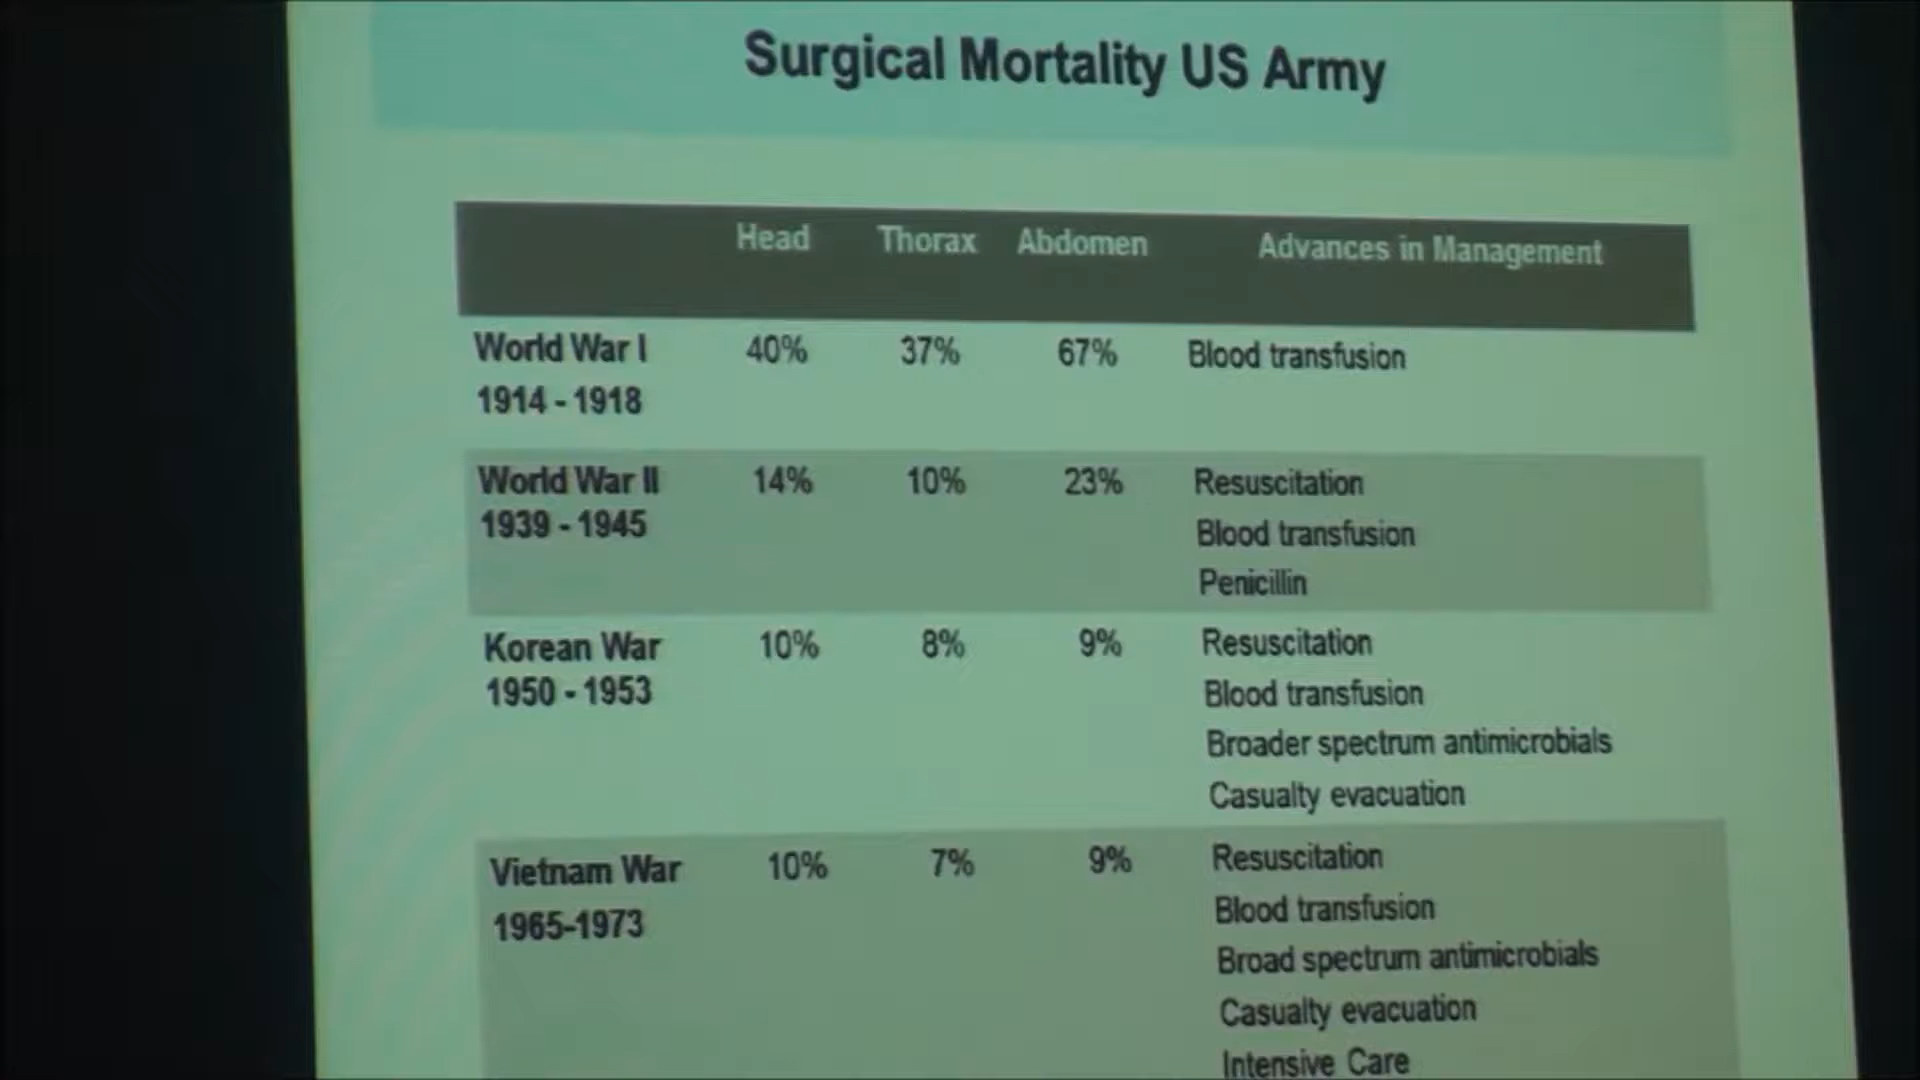 Surgical Mortality US Army
Head Thorax Abdomen Advances in Management
World War I 40% 37% 67% Blood transfusion
1914 - 1918
World War II 14% 10% 23% Resuscitation
1939 - 1945 Blood transfusion
Penicillin
Korean War 10% 8% 9% Resuscitation
1950 - 1953 Blood transfusion
Broader spectrum antimicrobials
Casualty evacuation
Vietnam War 10% 7% 9% Resuscitation
1965-1973 Blood transfusion
Broad spectrum antimicrobials
Casualty evacuation
Intensive Care